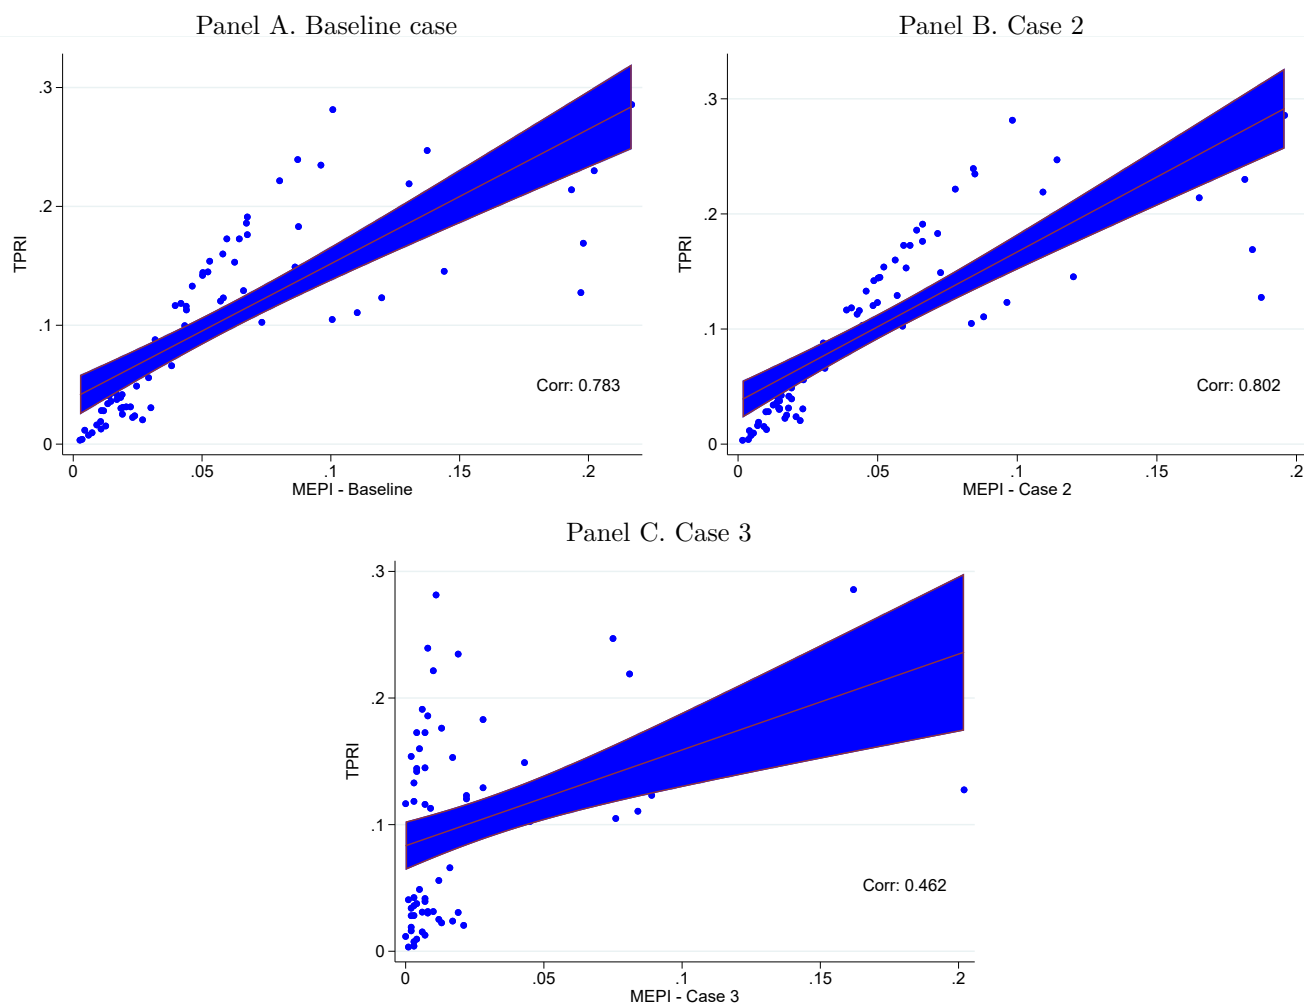 Panel A. Baseline case
.3
.2
.1
0
TPRI
Corr: 0.783
0 .05 .1 .15 .2
MEPI - Baseline
Panel B. Case 2
.3
.2
.1
0
TPRI
Corr: 0.802
0 .05 .1 .15 .2
MEPI - Case 2
Panel C. Case 3
.3
.2
.1
0
TPRI
Corr: 0.462
0 .05 .1 .15 .2
MEPI - Case 3